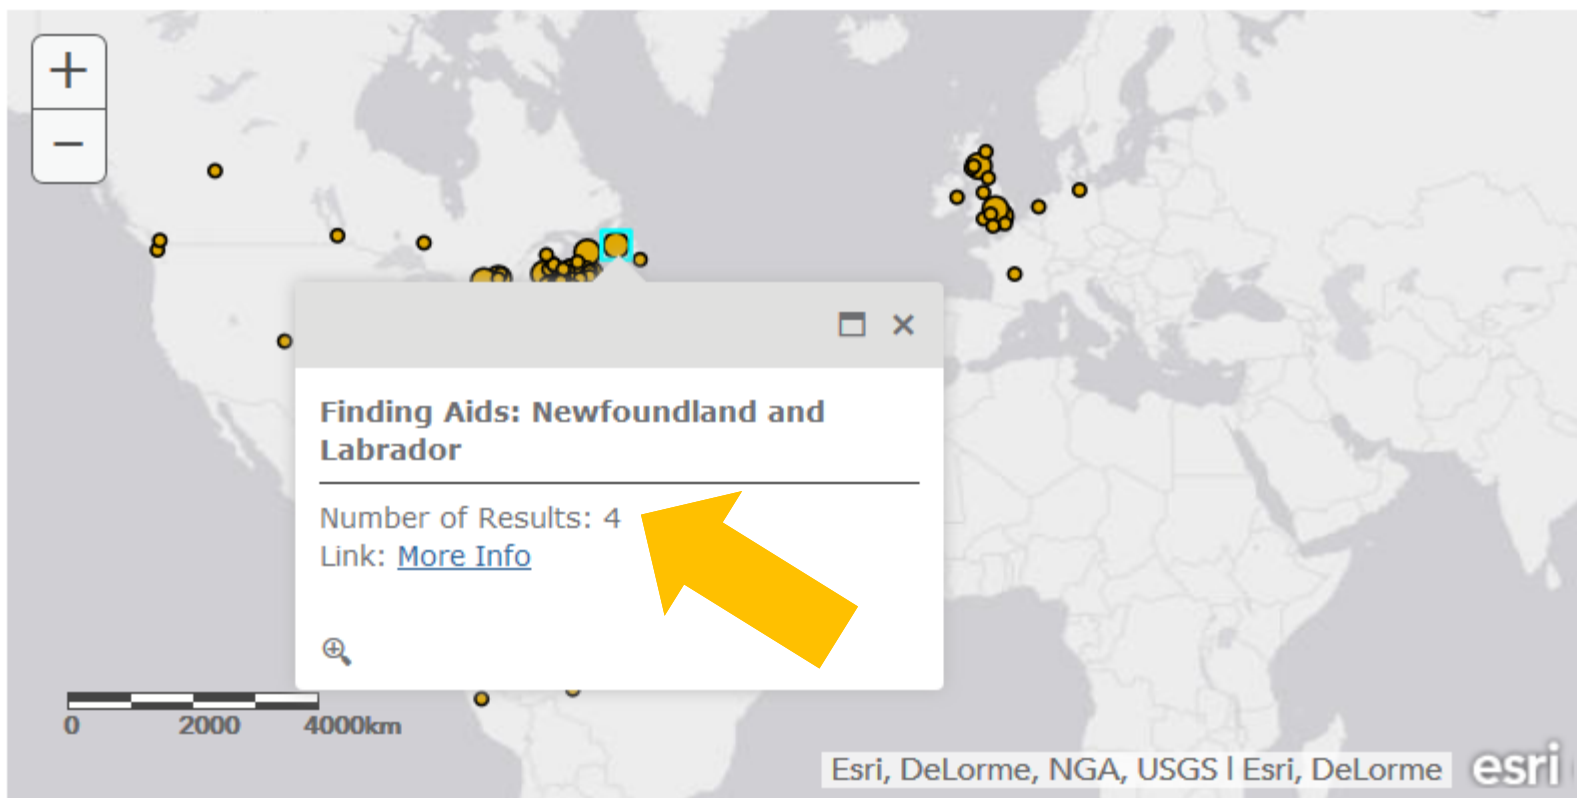 +
−
Finding Aids: Newfoundland and
Labrador
Number of Results: 4
Link: More Info
0 2000 4000km
Esri, DeLorme, NGA, USGS | Esri, DeLorme
esri